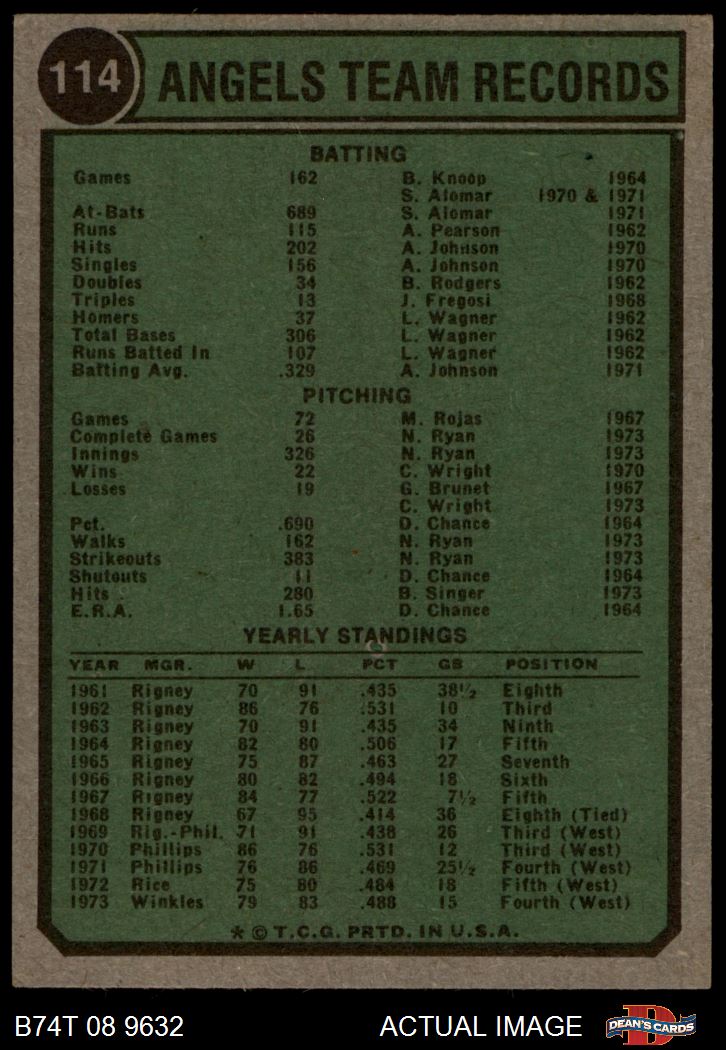 114 ANGELS TEAM RECORDS
BATTING
Games 162 B. Knoop 1964
S. Alomar 1970 & 1971
At-Bats 689 S. Alomar 1971
Runs 115 A. Pearson 1962
Hits 202 A. Johnson 1970
Singles 156 A. Johnson 1970
Doubles 34 B. Rodgers 1962
Triples 13 J. Fregosi 1968
Homers 37 L. Wagner 1962
Total Bases 306 L. Wagner 1962
Runs Batted In 107 L. Wagner 1962
Batting Avg. .329 A. Johnson 1971
PITCHING
Games 72 M. Rojas 1967
Complete Games 26 N. Ryan 1973
Innings 326 N. Ryan 1973
Wins 22 C. Wright 1970
Losses 19 G. Brunet 1967
C. Wright 1973
Pct. .690 D. Chance 1964
Walks 162 N. Ryan 1973
Strikeouts 383 N. Ryan 1973
Shutouts 11 D. Chance 1964
Hits 280 B. Singer 1973
E.R.A. 1.65 D. Chance 1964
YEARLY STANDINGS
YEAR MGR. W L PCT GB POSITION
1961 Rigney 70 91 .435 38½ Eighth
1962 Rigney 86 76 .531 10 Third
1963 Rigney 70 91 .435 34 Ninth
1964 Rigney 82 80 .506 17 Fifth
1965 Rigney 75 87 .463 27 Seventh
1966 Rigney 80 82 .494 18 Sixth
1967 Rigney 84 77 .522 7½ Fifth
1968 Rigney 67 95 .414 36 Eighth (Tied)
1969 Rig.-Phil. 71 91 .438 26 Third (West)
1970 Phillips 86 76 .531 12 Third (West)
1971 Phillips 76 86 .469 25½ Fourth (West)
1972 Rice 75 80 .484 18 Fifth (West)
1973 Winkles 79 83 .488 15 Fourth (West)
* © T.C.G. PRTD. IN U.S.A.
B74T 08 9632 ACTUAL IMAGE D DEAN'S CARDS